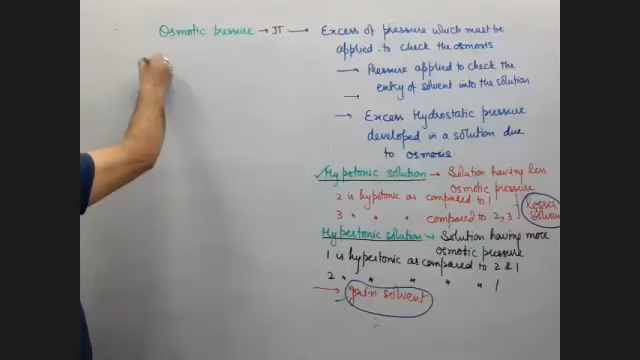 Osmotic pressure → π → Excess of pressure which must be
applied to check the osmosis
→ Pressure applied to check the
entry of solvent into the solution
→
→ Excess Hydrostatic pressure
developed in a solution due
to osmosis.
✓Hypotonic solution → Solution having less
Osmotic pressure
2 is hypotonic as compared to 1
3 " " " compared to 2, 3
losses
solvent
Hypertonic solution → Solution having more
Osmotic pressure
1 is hypertonic as compared to 2 & 1
2 " " " " " 1
→ gain solvent